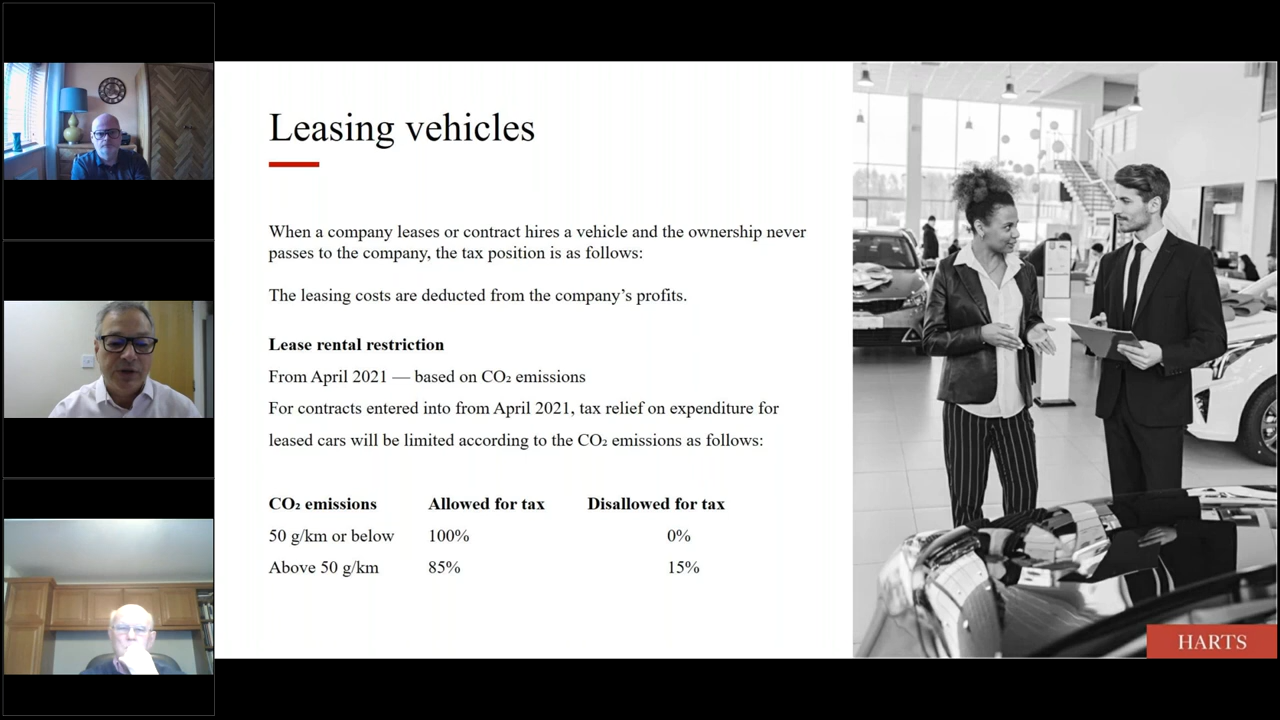 Leasing vehicles
When a company leases or contract hires a vehicle and the ownership never
passes to the company, the tax position is as follows:
The leasing costs are deducted from the company’s profits.
Lease rental restriction
From April 2021 — based on CO₂ emissions
For contracts entered into from April 2021, tax relief on expenditure for
leased cars will be limited according to the CO₂ emissions as follows:
CO₂ emissions Allowed for tax Disallowed for tax
50 g/km or below 100% 0%
Above 50 g/km 85% 15%
HARTS